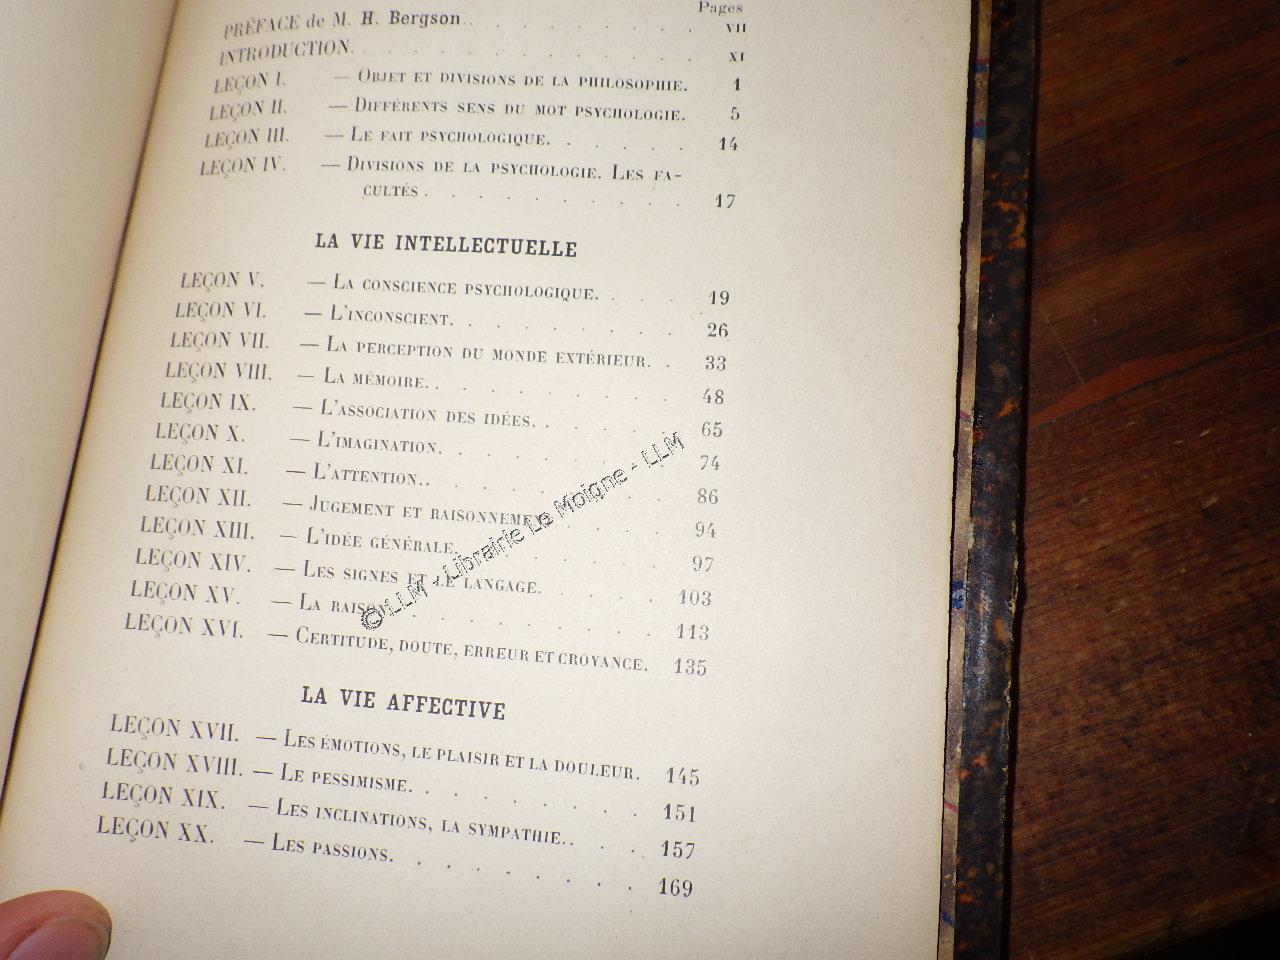 Pages
PRÉFACE de M. H. Bergson. . . . . . . . . . VII
INTRODUCTION. . . . . . . . . . . . . . XI
LEÇON I. — OBJET ET DIVISIONS DE LA PHILOSOPHIE. 1
LEÇON II. — DIFFÉRENTS SENS DU MOT PSYCHOLOGIE. 5
LEÇON III. — LE FAIT PSYCHOLOGIQUE. . . . . . 14
LEÇON IV. — DIVISIONS DE LA PSYCHOLOGIE. LES FA-
CULTÉS . . . . . . . . . . 17
LA VIE INTELLECTUELLE
LEÇON V. — LA CONSCIENCE PSYCHOLOGIQUE. . . . 19
LEÇON VI. — L'INCONSCIENT. . . . . . . . . 26
LEÇON VII. — LA PERCEPTION DU MONDE EXTÉRIEUR. . 33
LEÇON VIII. — LA MÉMOIRE. . . . . . . . . . 48
LEÇON IX. — L'ASSOCIATION DES IDÉES. . . . . . 65
LEÇON X. — L'IMAGINATION. . . . . . . . . 74
LEÇON XI. — L'ATTENTION. . . . . . . . . . 86
LEÇON XII. — JUGEMENT ET RAISONNEMENT. . . . . 94
LEÇON XIII. — L'IDÉE GÉNÉRALE. . . . . . . . 97
LEÇON XIV. — LES SIGNES ET LE LANGAGE. . . . . 103
LEÇON XV. — LA RAISON. . . . . . . . . . 113
LEÇON XVI. — CERTITUDE, DOUTE, ERREUR ET CROYANCE. 135
LA VIE AFFECTIVE
LEÇON XVII. — LES ÉMOTIONS, LE PLAISIR ET LA DOULEUR. 145
LEÇON XVIII. — LE PESSIMISME. . . . . . . . . 151
LEÇON XIX. — LES INCLINATIONS, LA SYMPATHIE. . . . 157
LEÇON XX. — LES PASSIONS. . . . . . . . . 169
© LLM - Librairie Le Moigne - LLM